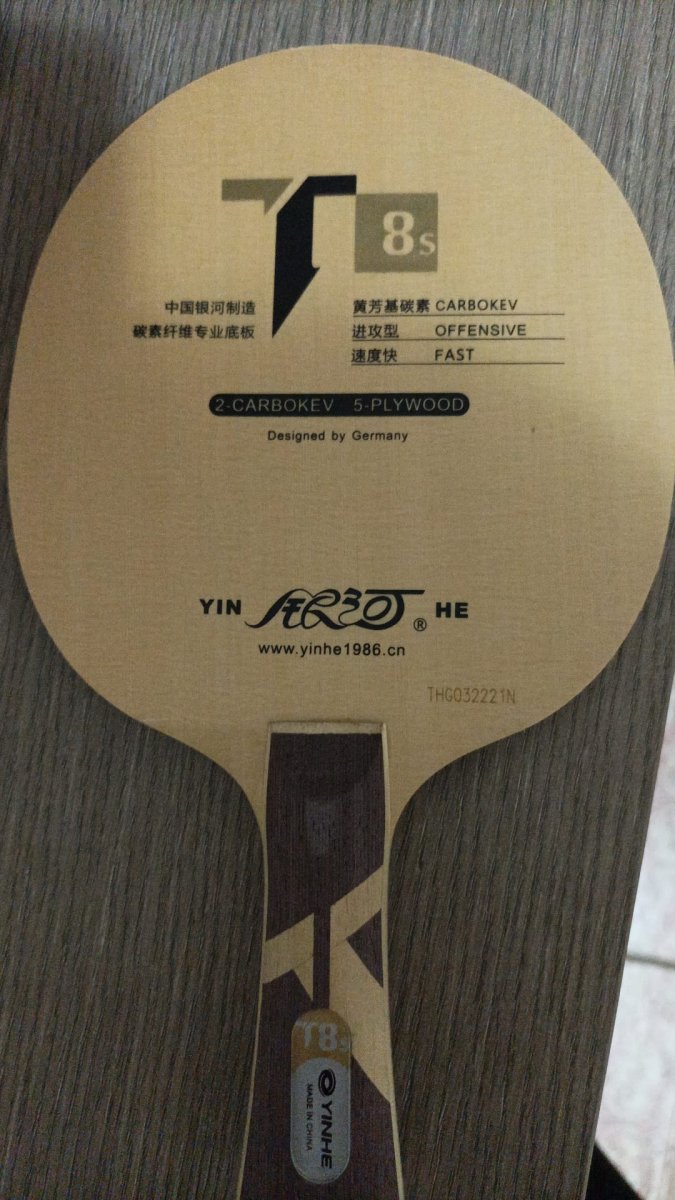 8s
中国银河制造
碳素纤维专业底板
黄芳基碳素 CARBOKEV
进攻型 OFFENSIVE
速度快 FAST
2-CARBOKEV 5-PLYWOOD
Designed by Germany
YIN 银河® HE
www.yinhe1986.cn
THG032221N
T8s
YINHE
MADE IN CHINA